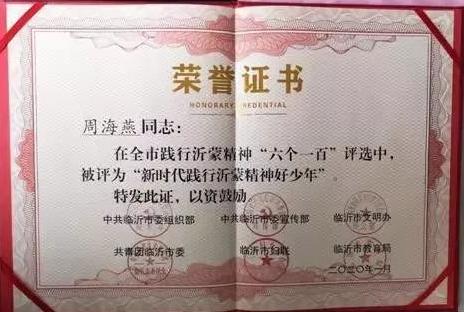 荣誉证书
HONORARY CREDENTIAL
周海燕同志：
在全市践行沂蒙精神“六个一百”评选中，
被评为“新时代践行沂蒙精神好少年”。
特发此证，以资鼓励。
中共临沂市委组织部 中共临沂市委宣传部 临沂市文明办
共青团临沂市委 临沂市妇联 临沂市教育局
二〇二〇年一月